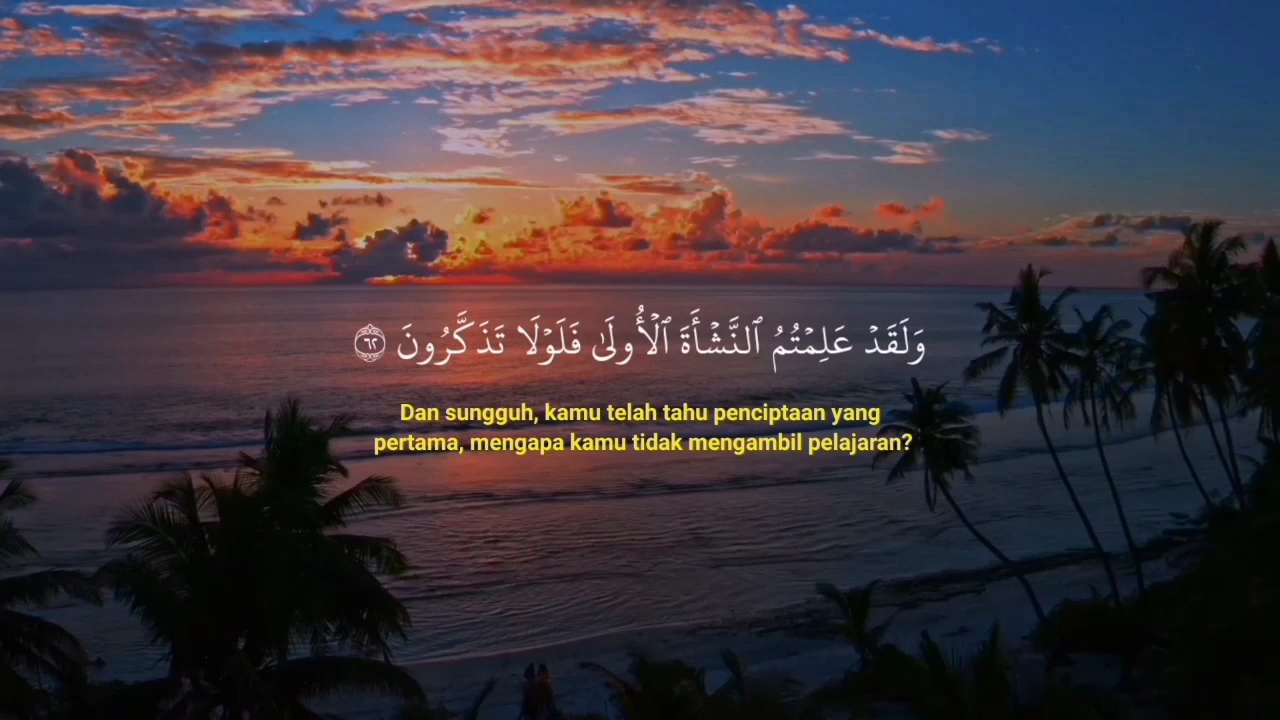 وَلَقَدۡ عَلِمۡتُمُ ٱلنَّشۡأَةَ ٱلۡأُولَىٰ فَلَوۡلَا تَذَكَّرُونَ ٦٢
Dan sungguh, kamu telah tahu penciptaan yang
pertama, mengapa kamu tidak mengambil pelajaran?